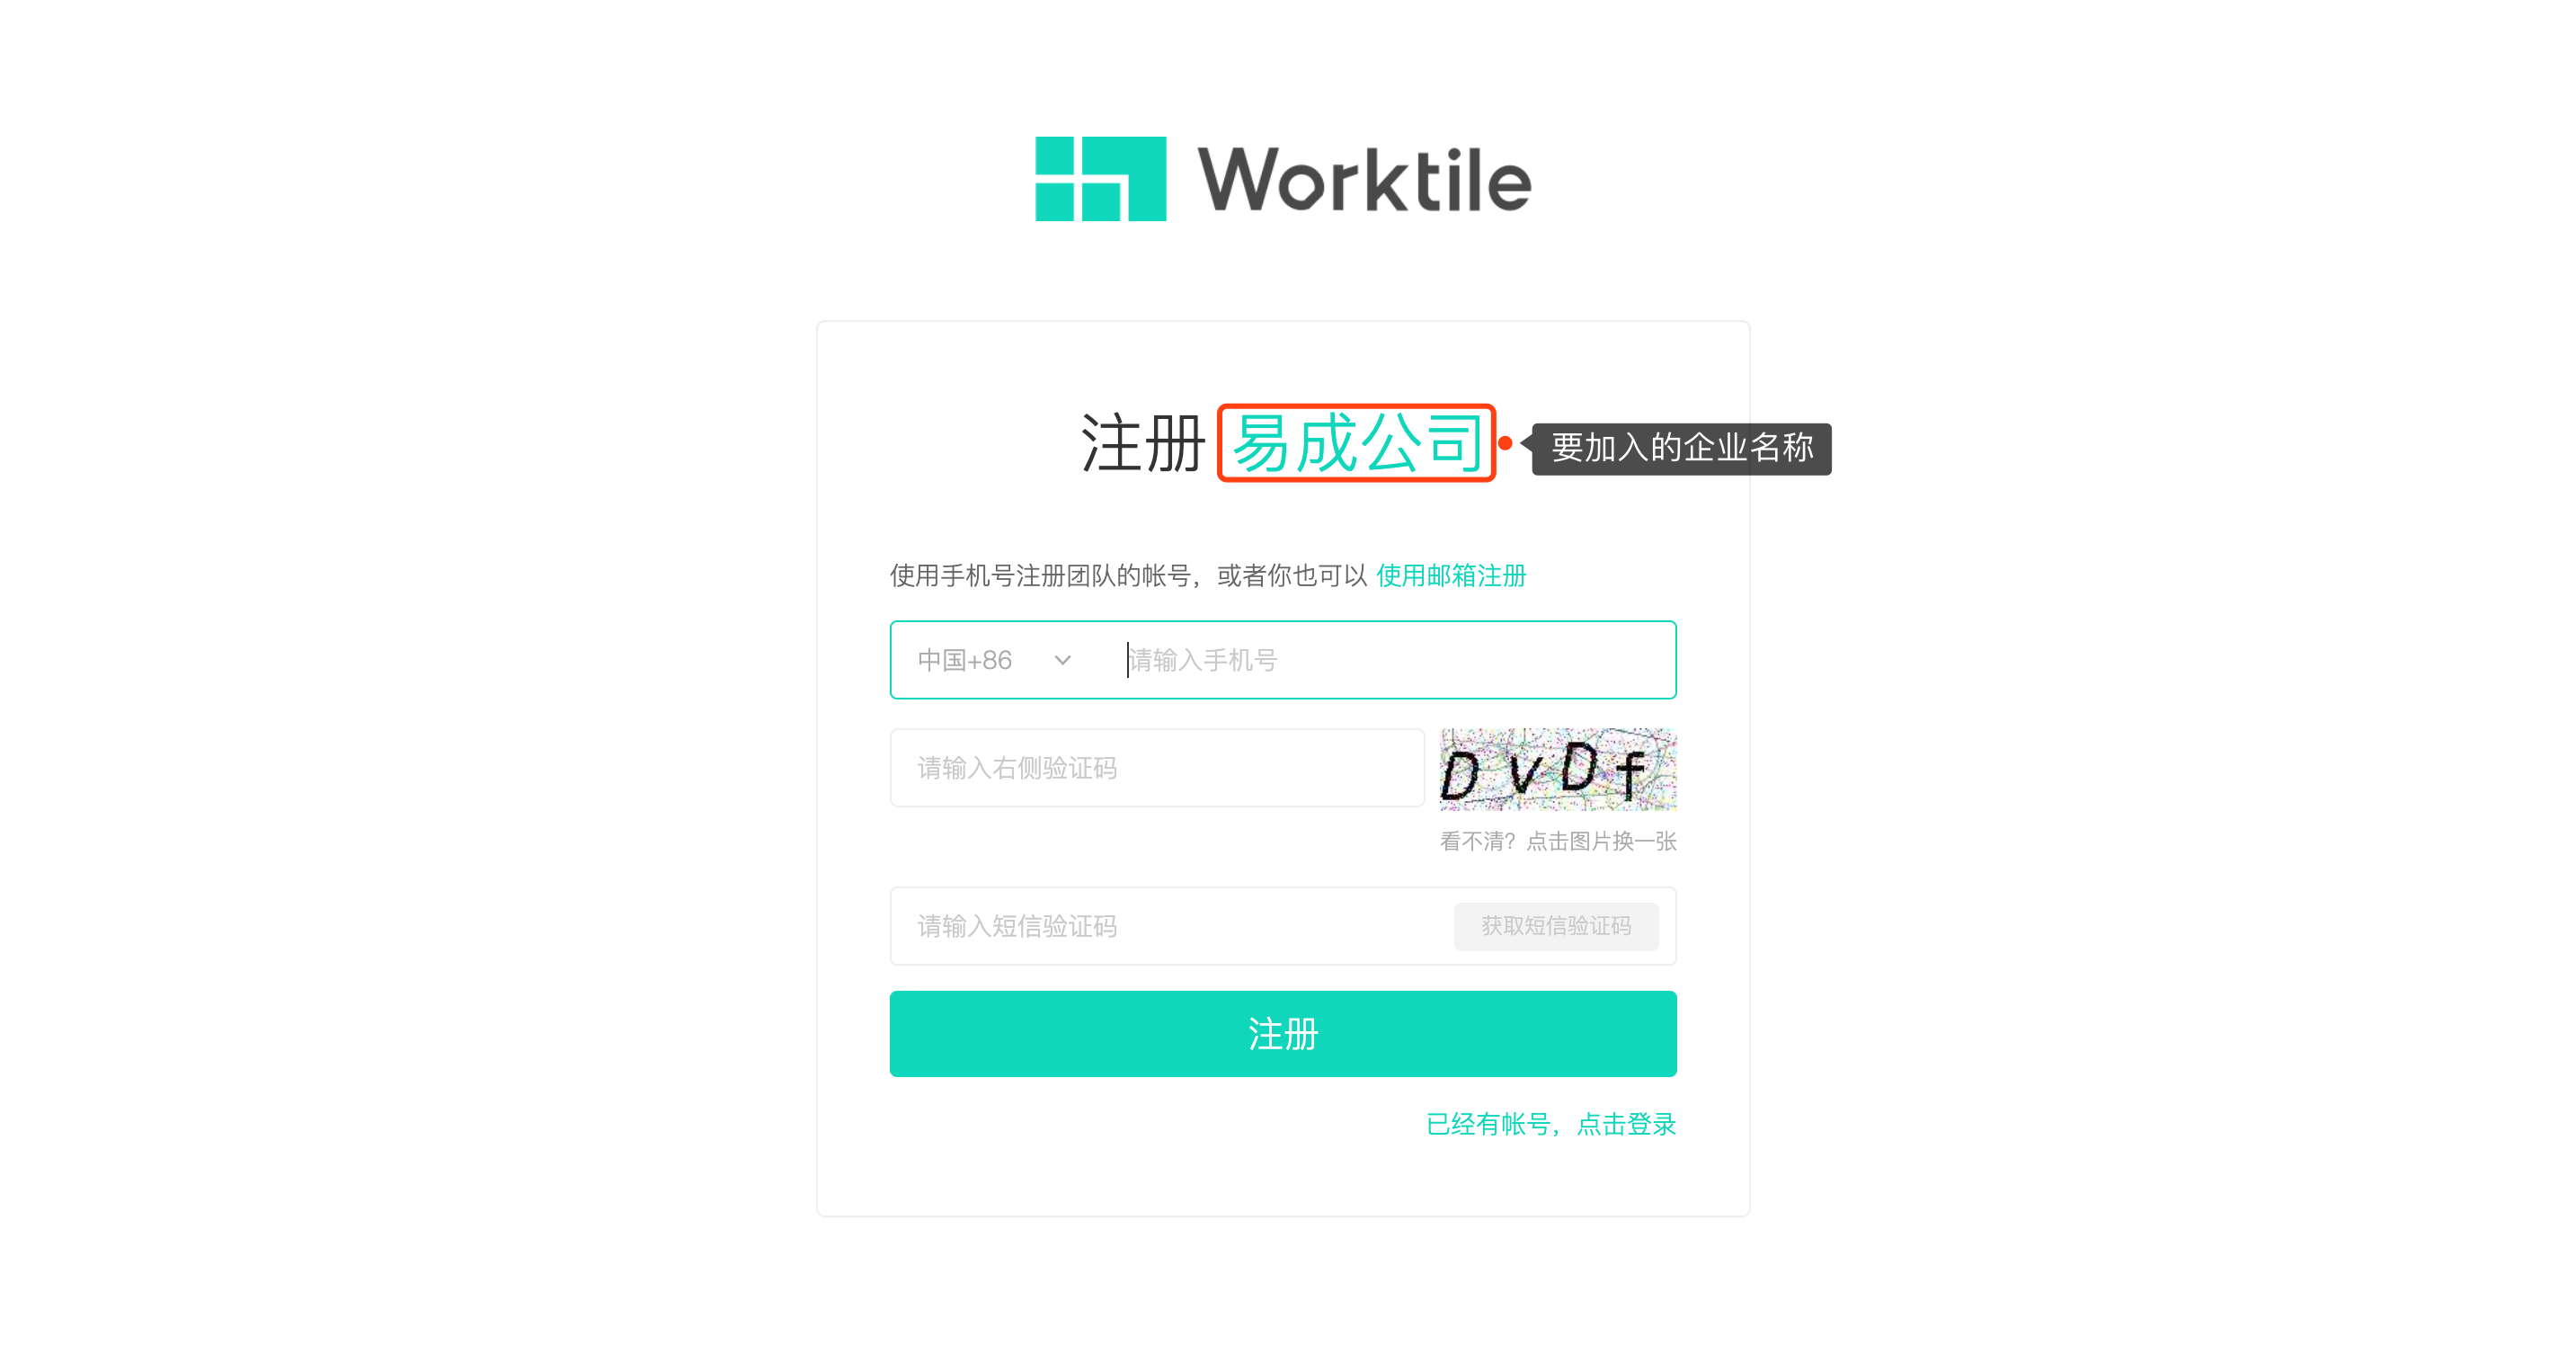 Worktile
注册 易成公司
要加入的企业名称
使用手机号注册团队的帐号，或者你也可以 使用邮箱注册
中国+86 请输入手机号
请输入右侧验证码
DvDf
看不清？点击图片换一张
请输入短信验证码 获取短信验证码
注册
已经有帐号，点击登录